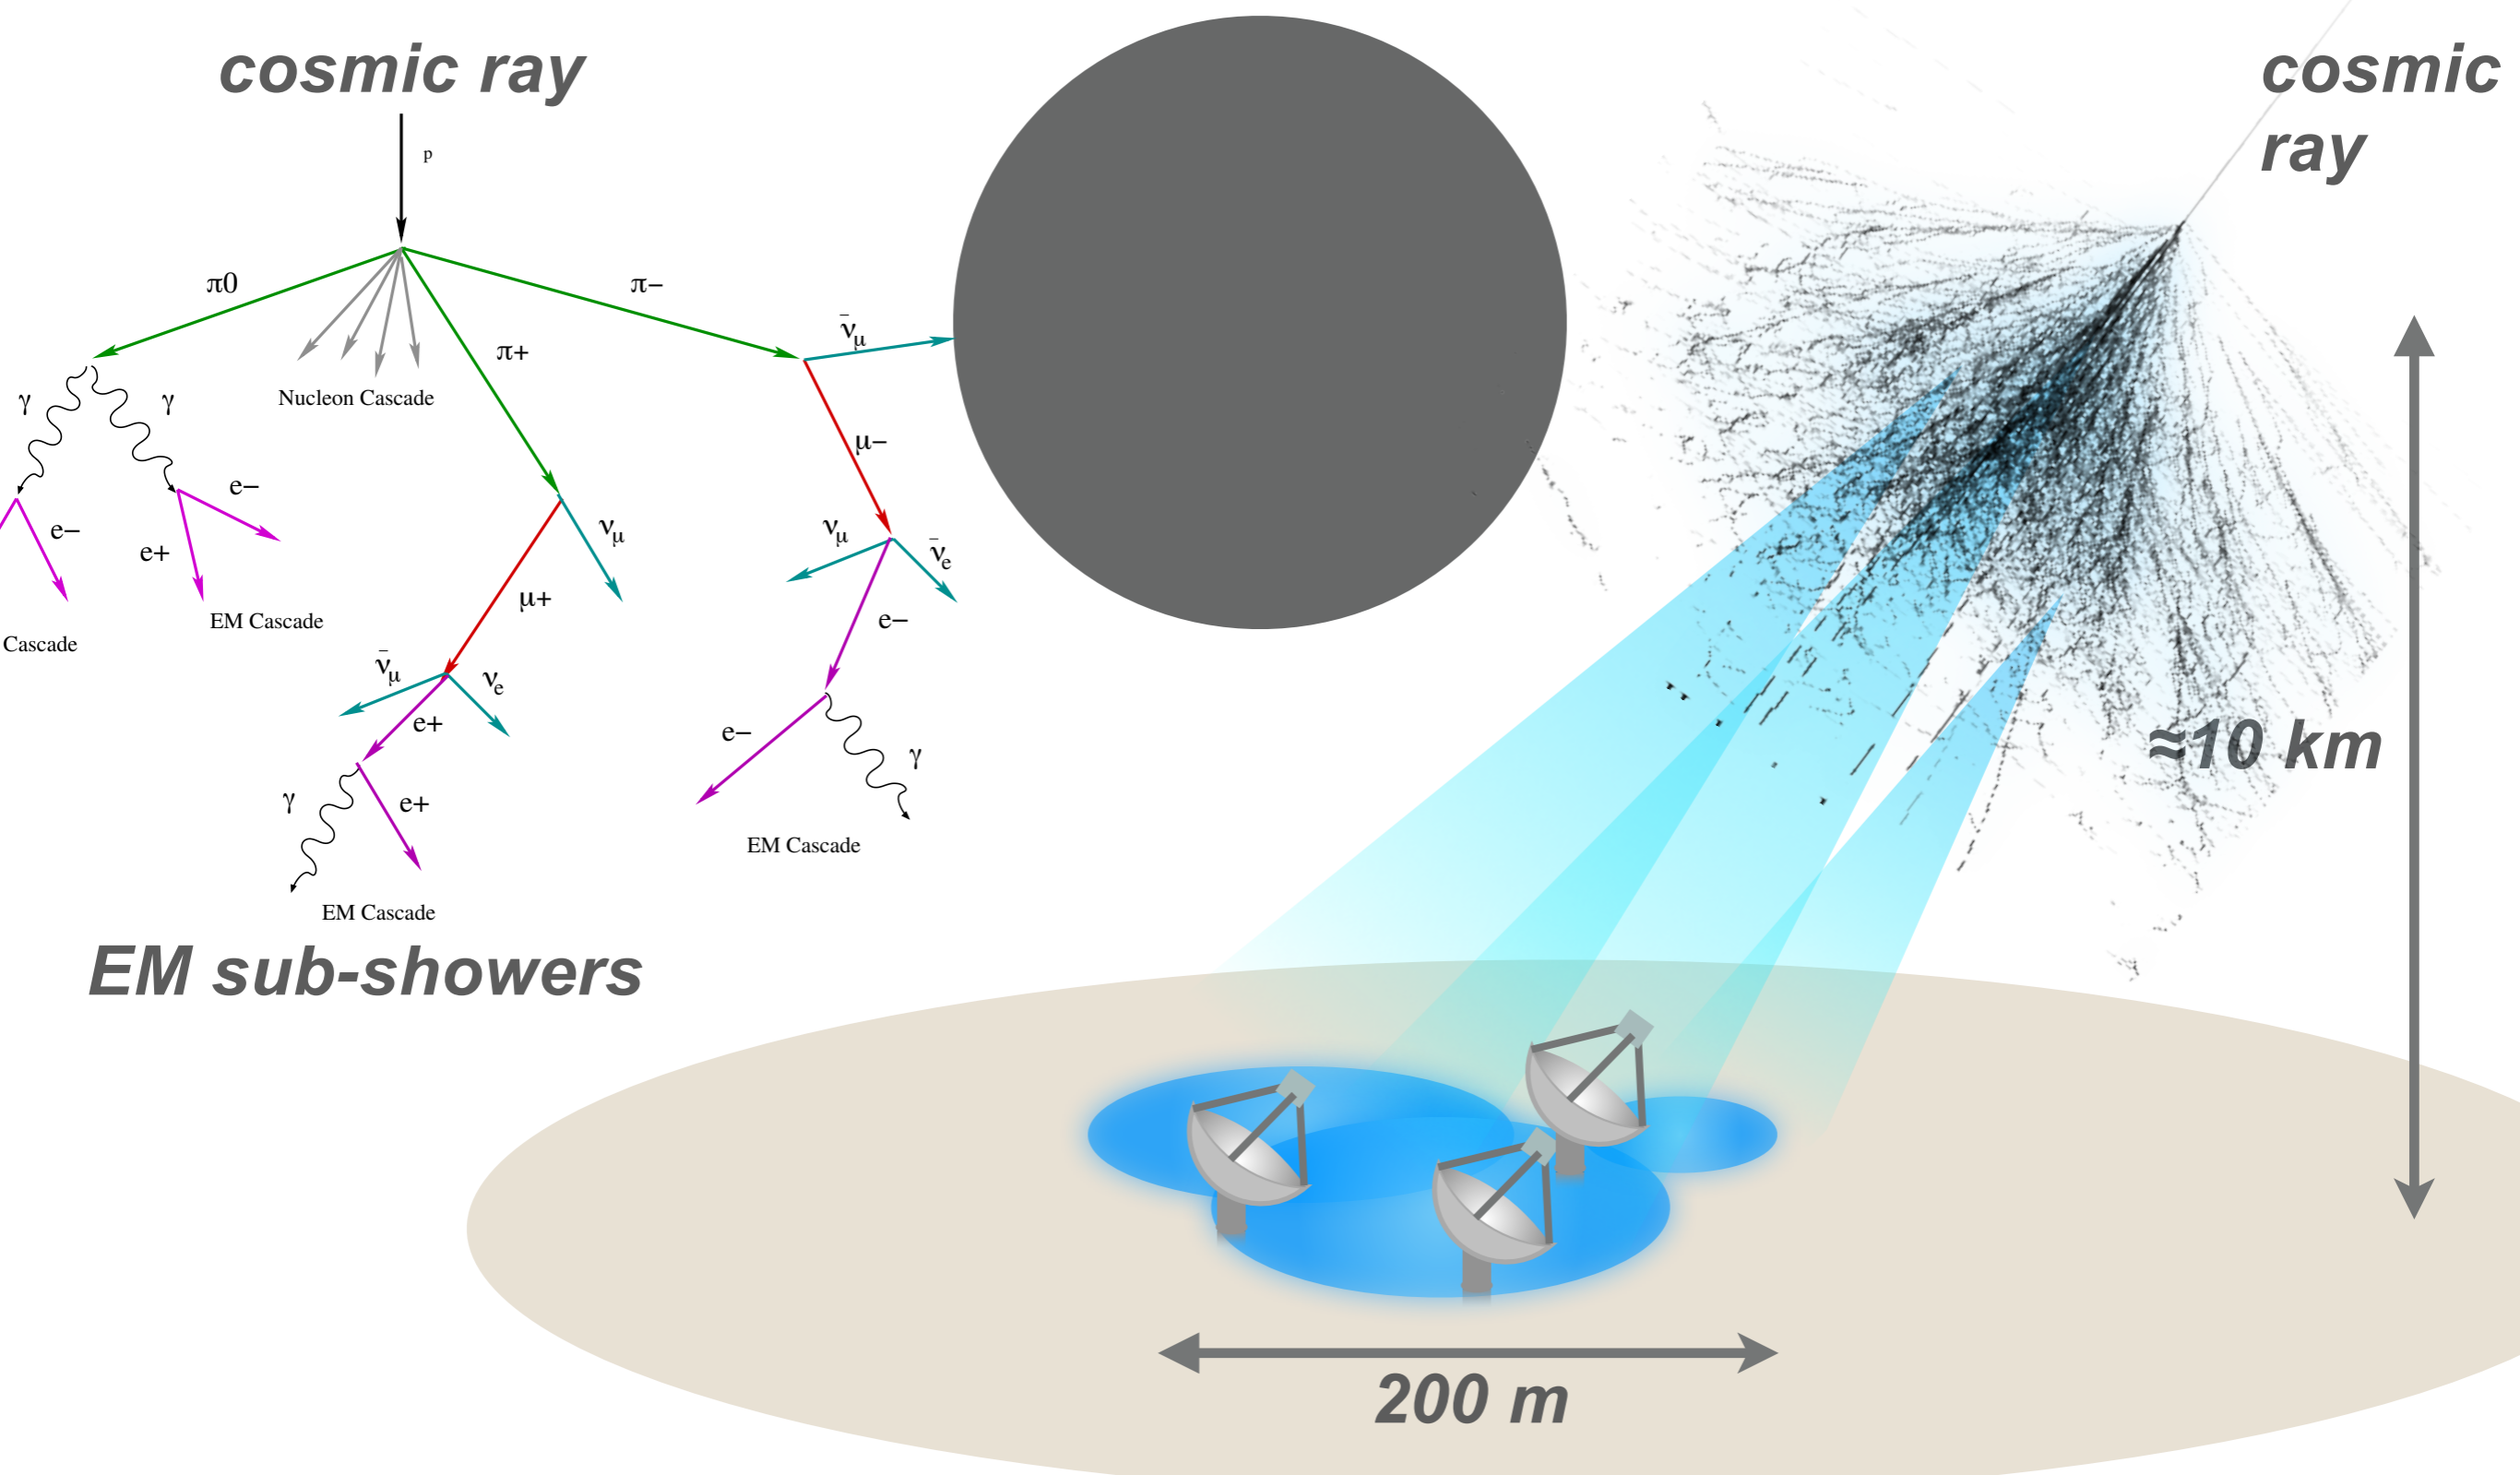 cosmic ray
cosmic
ray
p
π0
π−
π+
ν̄μ
γ
γ
Nucleon Cascade
μ−
e−
e−
e+
νμ
νμ
ν̄e
μ+
EM Cascade
e−
Cascade
ν̄μ
νe
e+
e−
γ
≈10 km
γ
e+
EM Cascade
EM Cascade
EM sub-showers
200 m